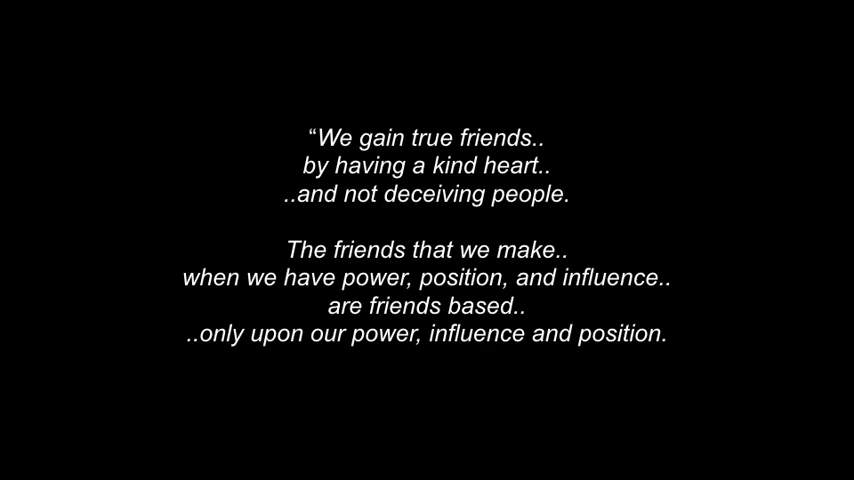 “We gain true friends..
by having a kind heart..
..and not deceiving people.
The friends that we make..
when we have power, position, and influence..
are friends based..
..only upon our power, influence and position.